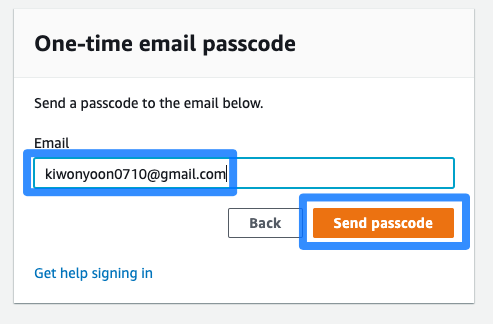 One-time email passcode
Send a passcode to the email below.
Email
kiwonyoon0710@gmail.com
Back Send passcode
Get help signing in